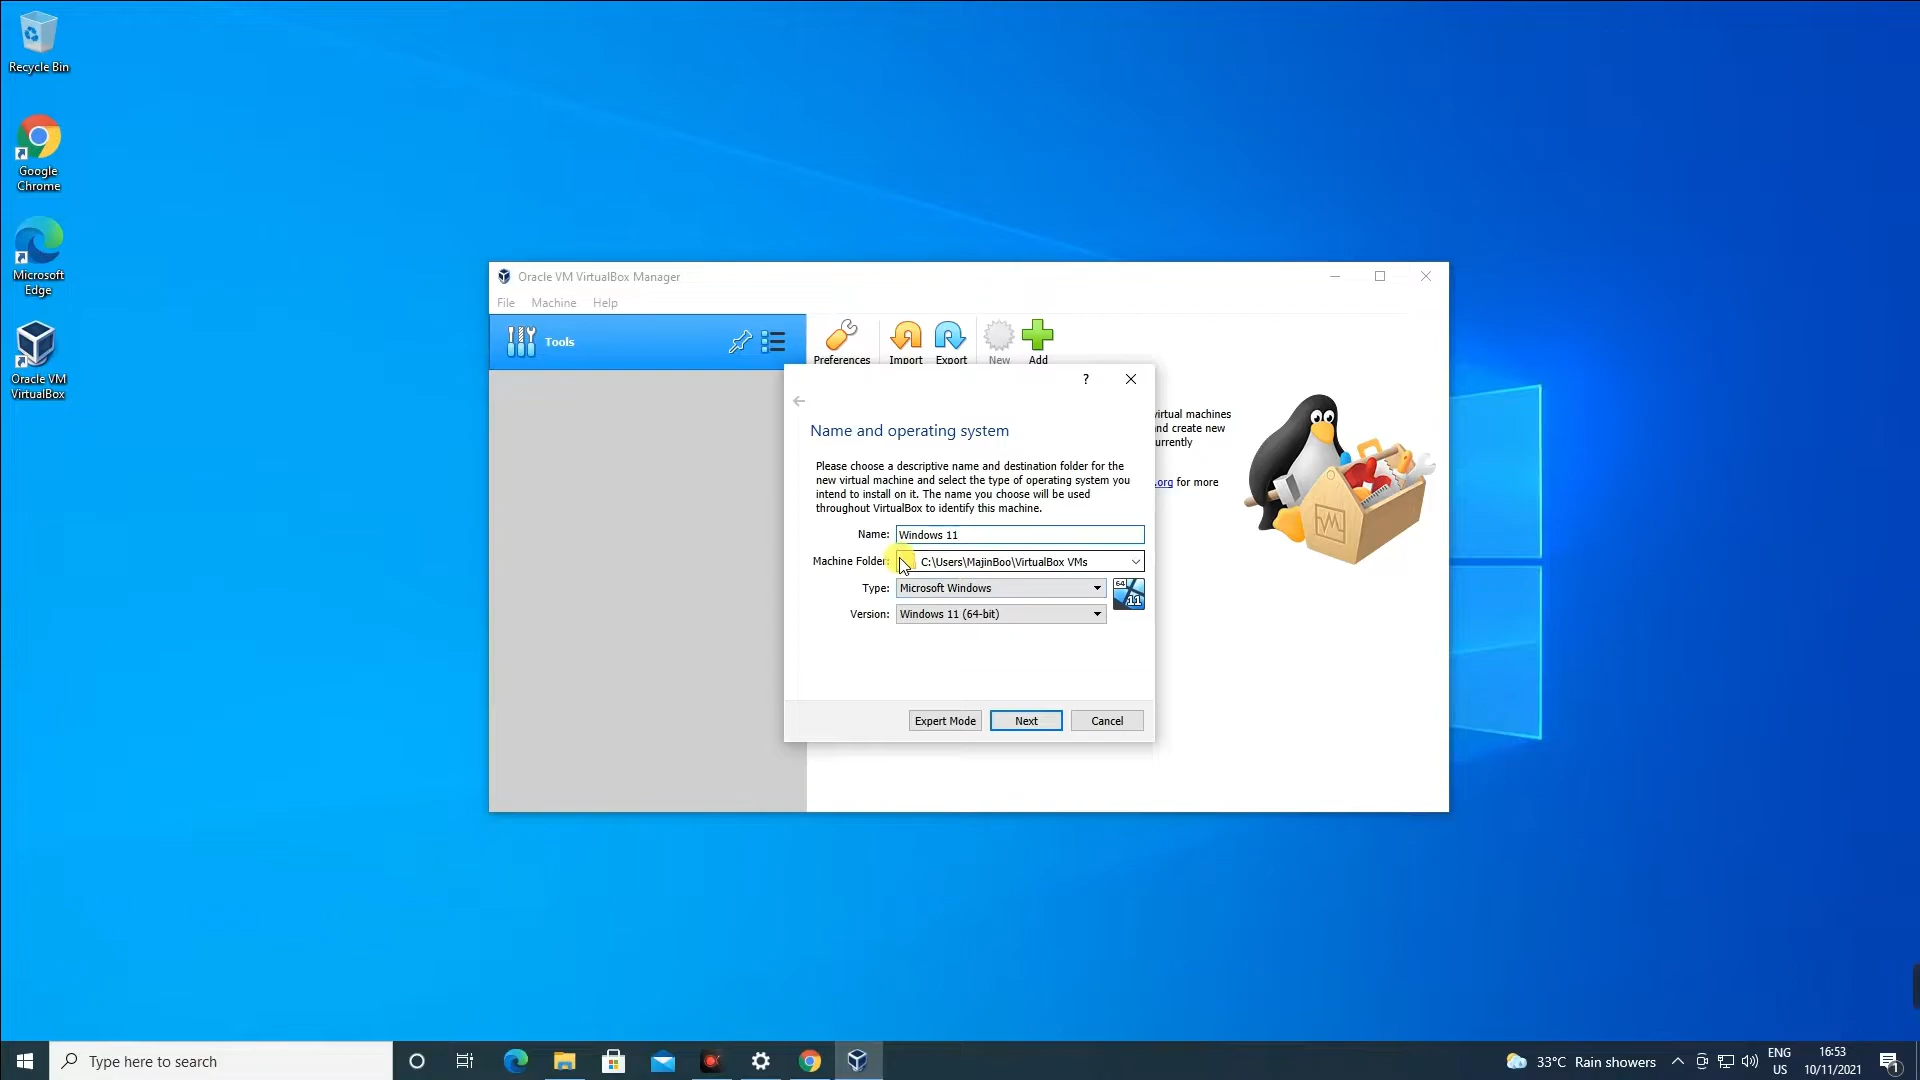 Recycle Bin
Google
Chrome
Microsoft
Edge
Oracle VM
VirtualBox
Oracle VM VirtualBox Manager
File Machine Help
Tools
Preferences Import Export New Add
virtual machines
and create new
urrently
.org for more
?
Name and operating system
Please choose a descriptive name and destination folder for the
new virtual machine and select the type of operating system you
intend to install on it. The name you choose will be used
throughout VirtualBox to identify this machine.
Name: Windows 11
Machine Folder: C:\Users\MajinBoo\VirtualBox VMs
Type: Microsoft Windows
64
11
Version: Windows 11 (64-bit)
Expert Mode Next Cancel
Type here to search
33°C Rain showers
ENG
US
16:53
10/11/2021
1